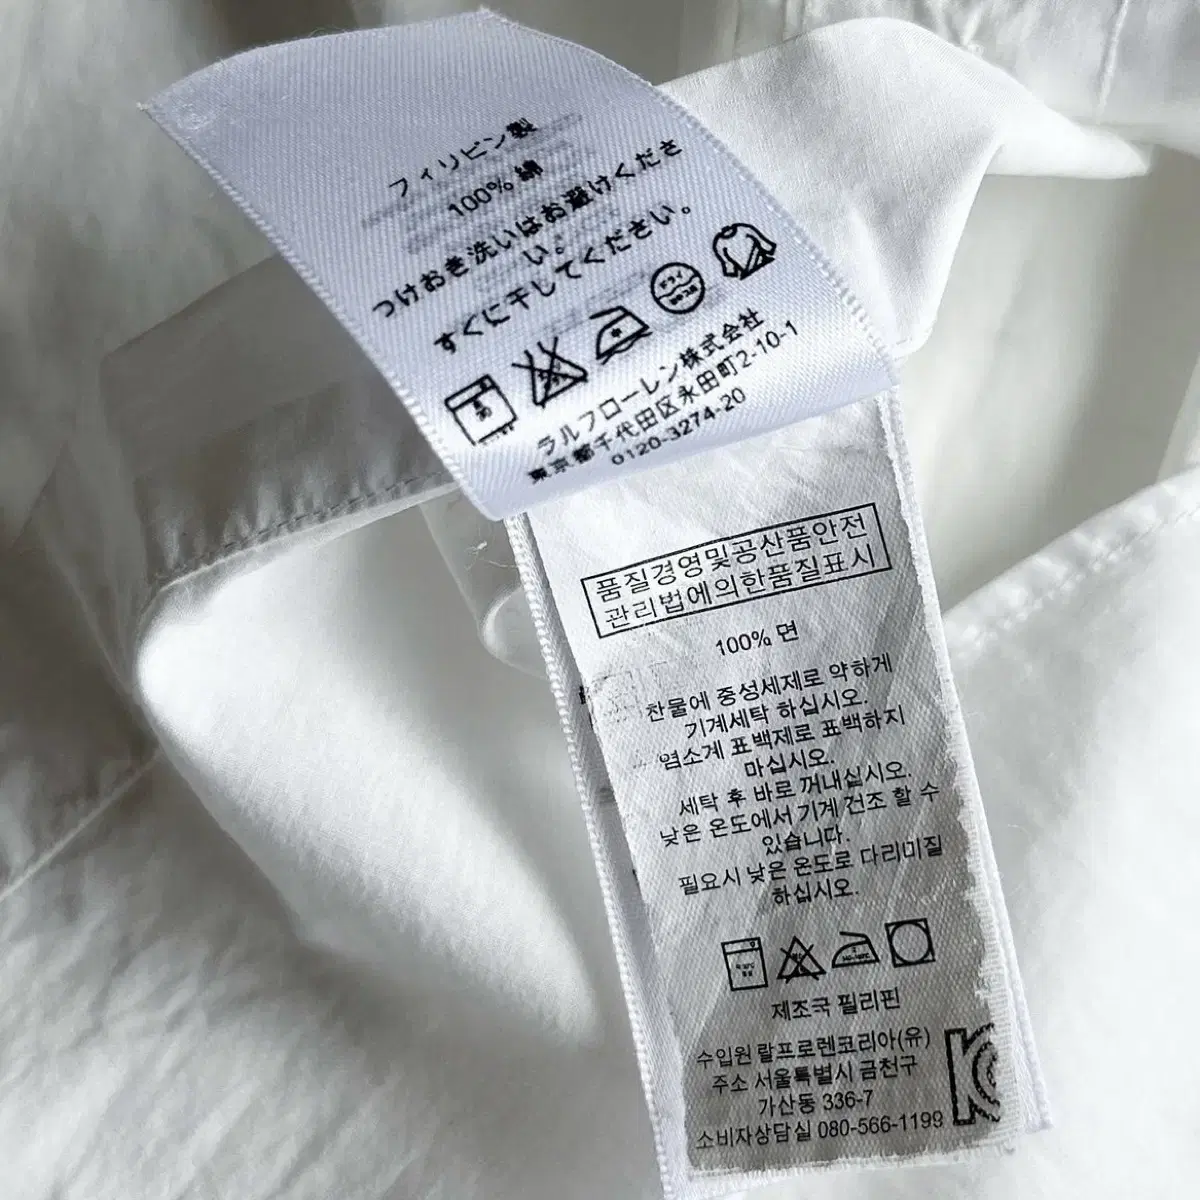 フィリピン製
100% 綿
つけおき洗いはお避けくださ
い。
すぐに干してください。
ラルフローレン株式会社
東京都千代田区永田町2-10-1
0120-3274-20
품질경영및공산품안전
관리법에의한품질표시
100% 면
찬물에 중성세제로 약하게
기계세탁 하십시오.
염소계 표백제로 표백하지
마십시오.
세탁 후 바로 꺼내십시오.
낮은 온도에서 기계 건조 할 수
있습니다.
필요시 낮은 온도로 다리미질
하십시오.
제조국 필리핀
수입원 랄프로렌코리아(유)
주소 서울특별시 금천구
가산동 336-7
소비자상담실 080-566-1199